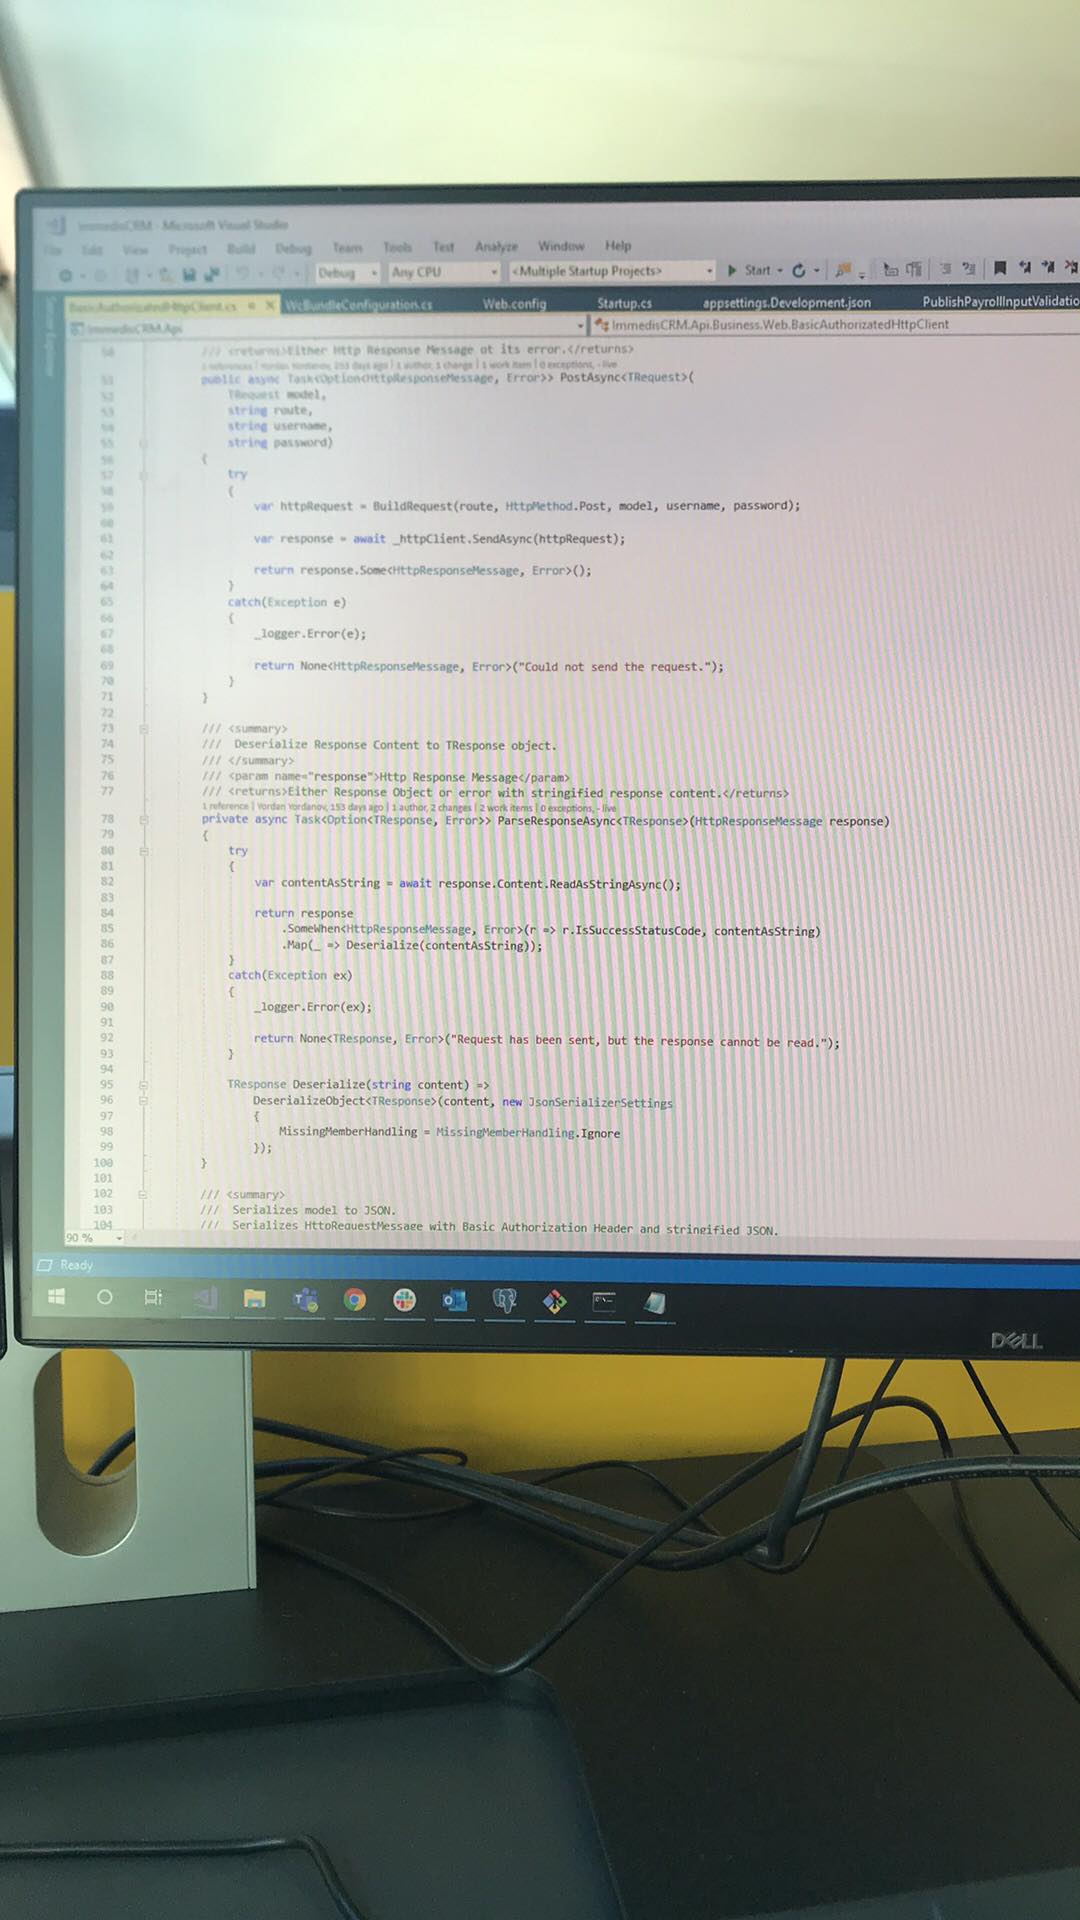 ImmedisCRM - Microsoft Visual Studio
File Edit View Project Build Debug Team Tools Test Analyze Window Help
Debug Any CPU <Multiple Startup Projects> Start
BasicAuthorizatedHttpClient.cs WcBundleConfiguration.cs Web.config Startup.cs appsettings.Development.json PublishPayrollInputValidatio
ImmedisCRM.Api ImmedisCRM.Api.Business.Web.BasicAuthorizatedHttpClient
50 /// <returns>Either Http Response Message ot its error.</returns>
Yordan Yordanov, 153 days ago | 1 author, 1 change | 1 work item | 0 exceptions, - live
51 public async Task<Option<HttpResponseMessage, Error>> PostAsync<TRequest>(
52 TRequest model,
53 string route,
54 string username,
55 string password)
56 {
57 try
58 {
59 var httpRequest = BuildRequest(route, HttpMethod.Post, model, username, password);
60
61 var response = await _httpClient.SendAsync(httpRequest);
62
63 return response.Some<HttpResponseMessage, Error>();
64 }
65 catch(Exception e)
66 {
67 _logger.Error(e);
68
69 return None<HttpResponseMessage, Error>("Could not send the request.");
70 }
71 }
72
73 /// <summary>
74 /// Deserialize Response Content to TResponse object.
75 /// </summary>
76 /// <param name="response">Http Response Message</param>
77 /// <returns>Either Response Object or error with stringified response content.</returns>
1 reference | Yordan Yordanov, 153 days ago | 1 author, 2 changes | 2 work items | 0 exceptions, - live
78 private async Task<Option<TResponse, Error>> ParseResponseAsync<TResponse>(HttpResponseMessage response)
79 {
80 try
81 {
82 var contentAsString = await response.Content.ReadAsStringAsync();
83
84 return response
85 .SomeWhen<HttpResponseMessage, Error>(r => r.IsSuccessStatusCode, contentAsString)
86 .Map(_ => Deserialize(contentAsString));
87 }
88 catch(Exception ex)
89 {
90 _logger.Error(ex);
91
92 return None<TResponse, Error>("Request has been sent, but the response cannot be read.");
93 }
94
95 TResponse Deserialize(string content) =>
96 DeserializeObject<TResponse>(content, new JsonSerializerSettings
97 {
98 MissingMemberHandling = MissingMemberHandling.Ignore
99 });
100 }
101
102 /// <summary>
103 /// Serializes model to JSON.
104 /// Serializes HttpRequestMessage with Basic Authorization Header and stringified JSON.
90 %
Ready
DELL